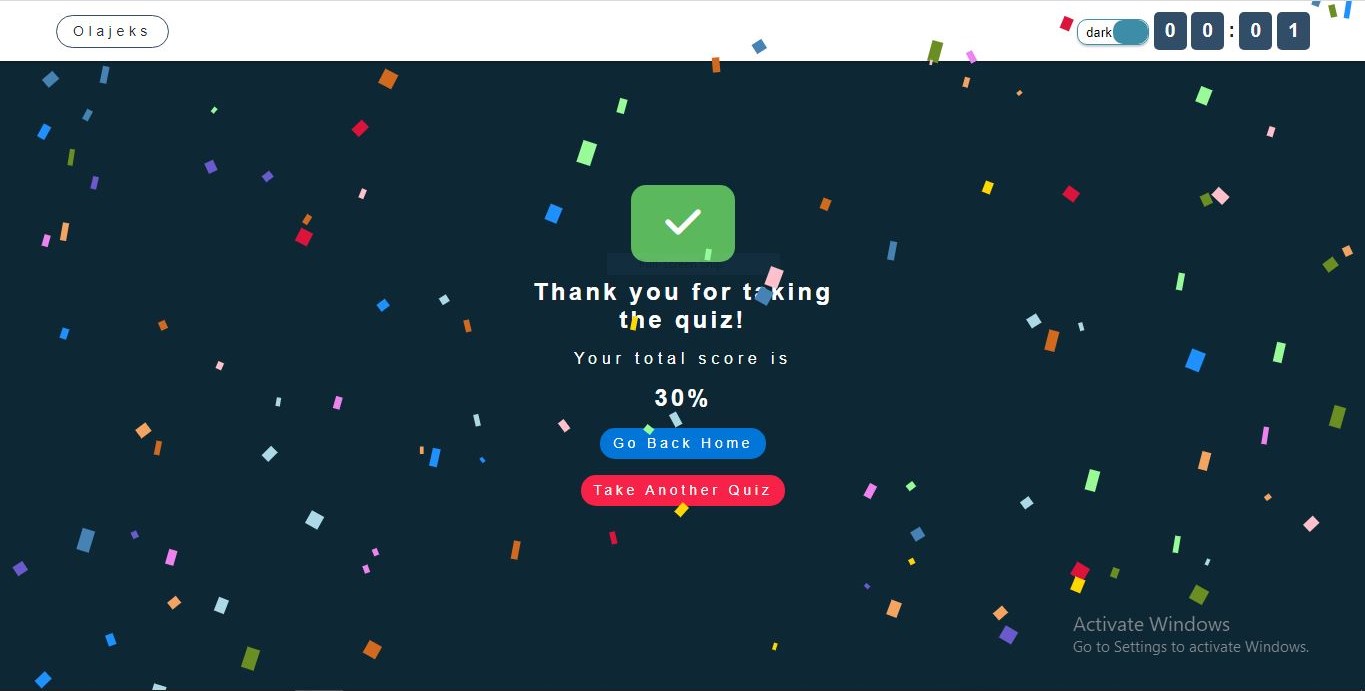 Olajeks
dark
0 0 : 0 1
Thank you for taking
the quiz!
Your total score is
30%
Go Back Home
Take Another Quiz
Activate Windows
Go to Settings to activate Windows.